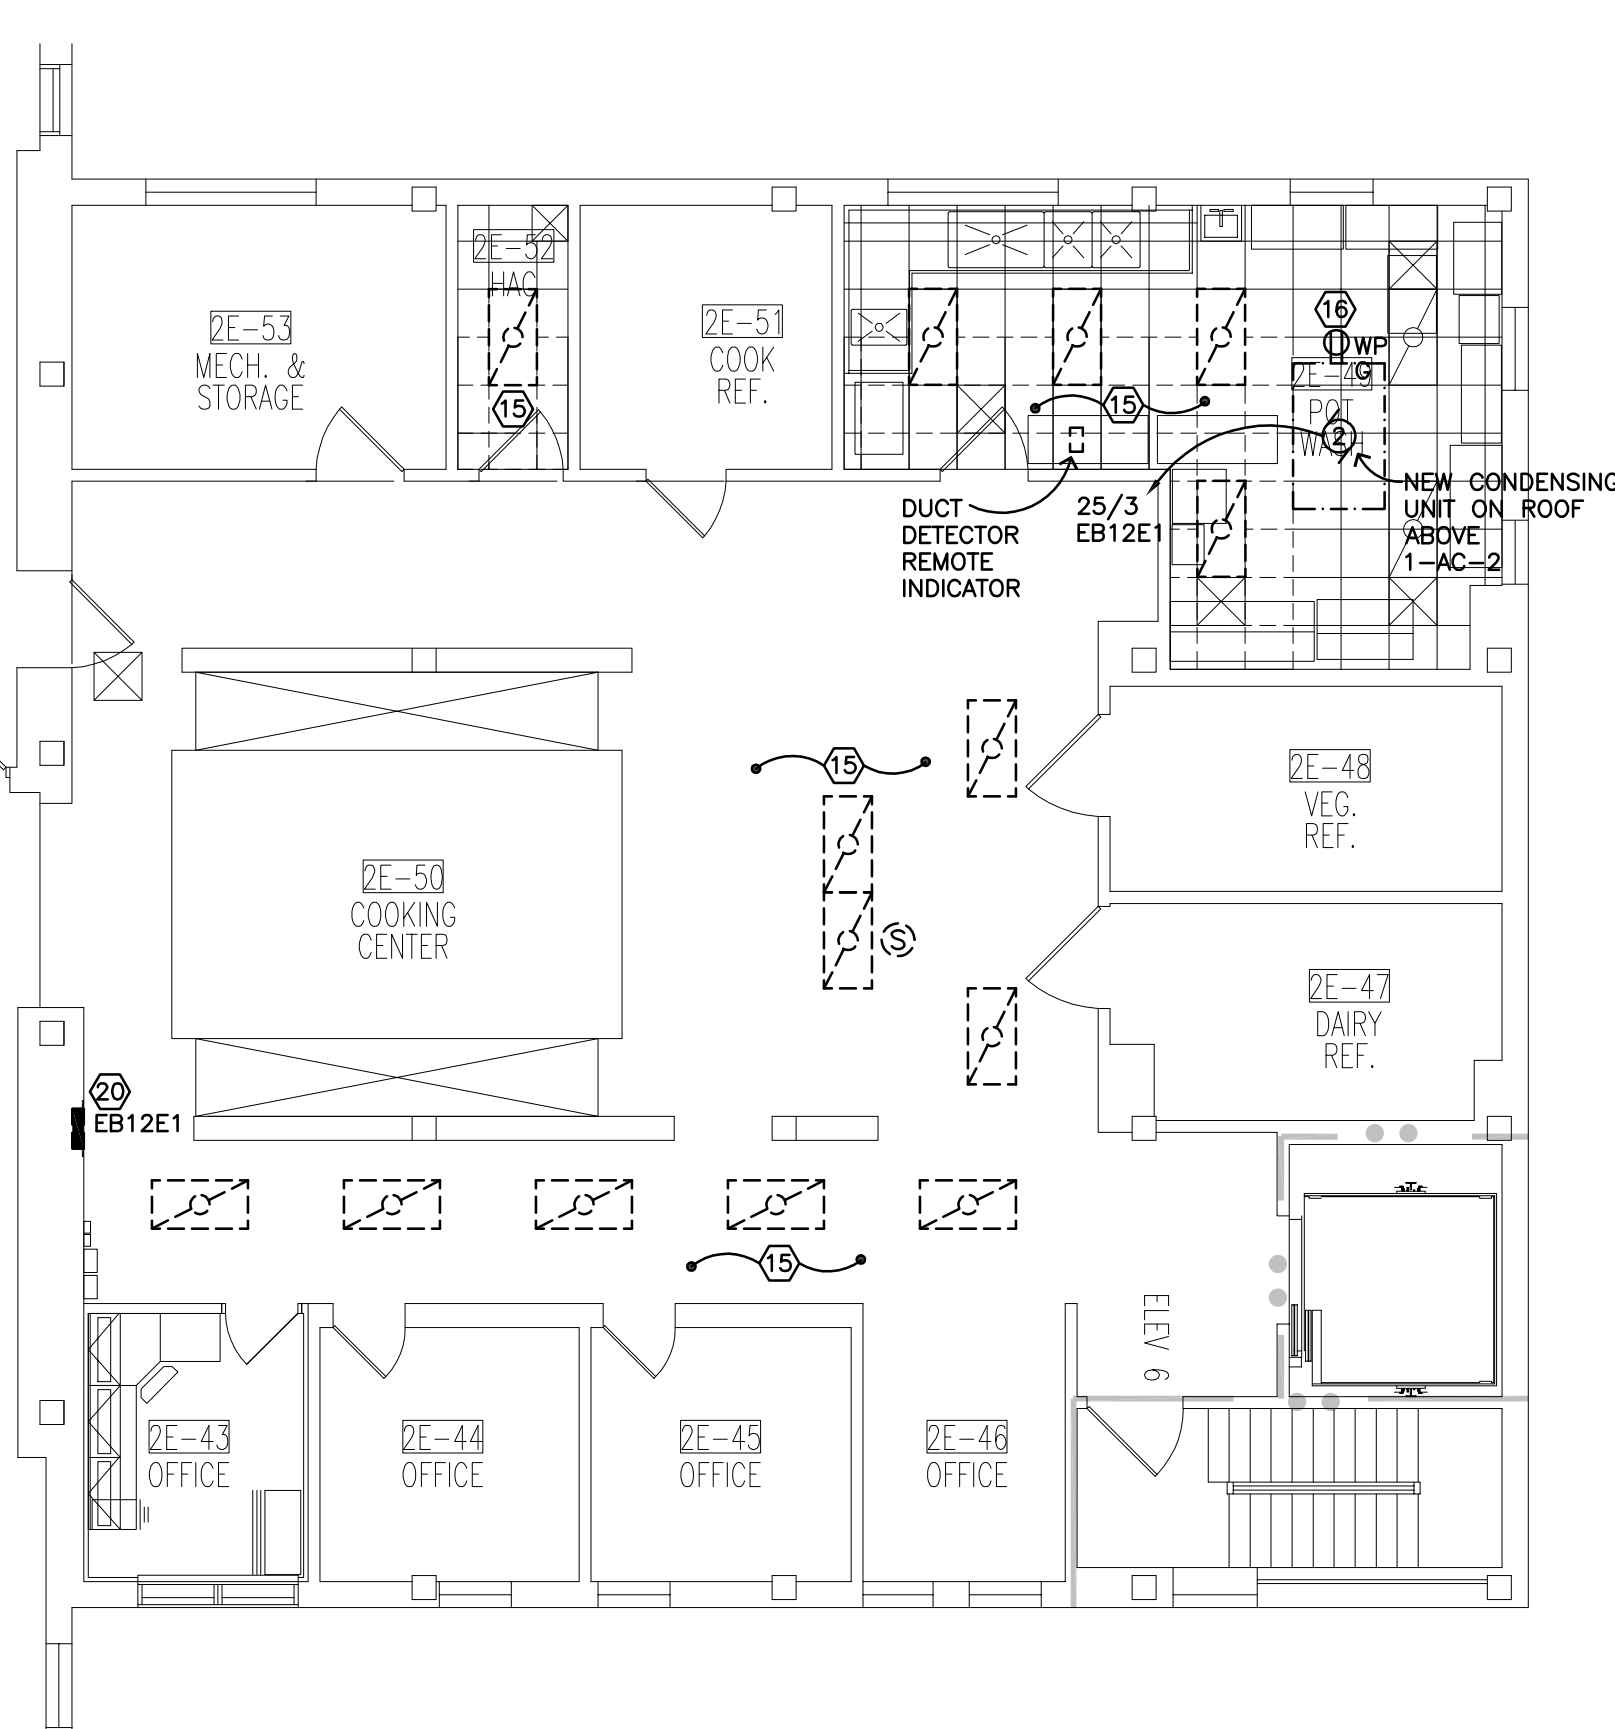 2E-52
HAC
2E-53
MECH. &
STORAGE
15
2E-51
COOK
REF.
15
16
WP
G
2E-49
POT
WASH
2
DUCT
DETECTOR
REMOTE
INDICATOR
25/3
EB12E1
NEW CONDENSING
UNIT ON ROOF
ABOVE
1-AC-2
15
2E-48
VEG.
REF.
2E-50
COOKING
CENTER
S
2E-47
DAIRY
REF.
20
EB12E1
15
ELEV 6
2E-43
OFFICE
2E-44
OFFICE
2E-45
OFFICE
2E-46
OFFICE